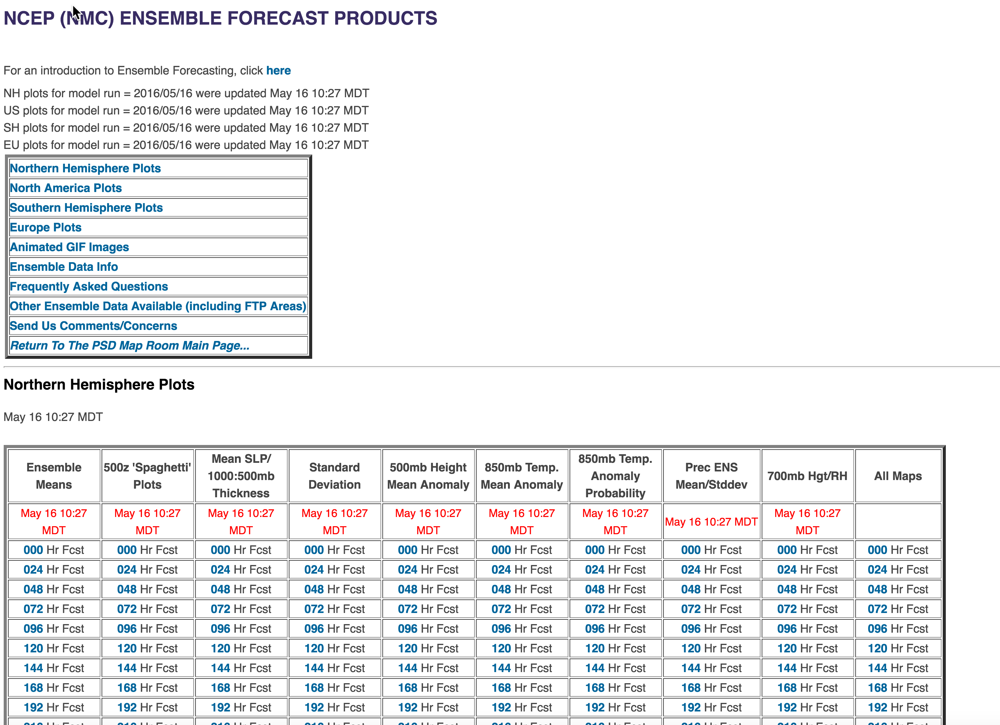 NCEP (NMC) ENSEMBLE FORECAST PRODUCTS
For an introduction to Ensemble Forecasting, click here
NH plots for model run = 2016/05/16 were updated May 16 10:27 MDT
US plots for model run = 2016/05/16 were updated May 16 10:27 MDT
SH plots for model run = 2016/05/16 were updated May 16 10:27 MDT
EU plots for model run = 2016/05/16 were updated May 16 10:27 MDT
Northern Hemisphere Plots
North America Plots
Southern Hemisphere Plots
Europe Plots
Animated GIF Images
Ensemble Data Info
Frequently Asked Questions
Other Ensemble Data Available (including FTP Areas)
Send Us Comments/Concerns
Return To The PSD Map Room Main Page...
Northern Hemisphere Plots
May 16 10:27 MDT
Ensemble Means 500z 'Spaghetti' Plots Mean SLP/ 1000:500mb Thickness Standard Deviation 500mb Height Mean Anomaly 850mb Temp. Mean Anomaly 850mb Temp. Anomaly Probability Prec ENS Mean/Stddev 700mb Hgt/RH All Maps
May 16 10:27 MDT May 16 10:27 MDT May 16 10:27 MDT May 16 10:27 MDT May 16 10:27 MDT May 16 10:27 MDT May 16 10:27 MDT May 16 10:27 MDT May 16 10:27 MDT
000 Hr Fcst 000 Hr Fcst 000 Hr Fcst 000 Hr Fcst 000 Hr Fcst 000 Hr Fcst 000 Hr Fcst 000 Hr Fcst 000 Hr Fcst 000 Hr Fcst
024 Hr Fcst 024 Hr Fcst 024 Hr Fcst 024 Hr Fcst 024 Hr Fcst 024 Hr Fcst 024 Hr Fcst 024 Hr Fcst 024 Hr Fcst 024 Hr Fcst
048 Hr Fcst 048 Hr Fcst 048 Hr Fcst 048 Hr Fcst 048 Hr Fcst 048 Hr Fcst 048 Hr Fcst 048 Hr Fcst 048 Hr Fcst 048 Hr Fcst
072 Hr Fcst 072 Hr Fcst 072 Hr Fcst 072 Hr Fcst 072 Hr Fcst 072 Hr Fcst 072 Hr Fcst 072 Hr Fcst 072 Hr Fcst 072 Hr Fcst
096 Hr Fcst 096 Hr Fcst 096 Hr Fcst 096 Hr Fcst 096 Hr Fcst 096 Hr Fcst 096 Hr Fcst 096 Hr Fcst 096 Hr Fcst 096 Hr Fcst
120 Hr Fcst 120 Hr Fcst 120 Hr Fcst 120 Hr Fcst 120 Hr Fcst 120 Hr Fcst 120 Hr Fcst 120 Hr Fcst 120 Hr Fcst 120 Hr Fcst
144 Hr Fcst 144 Hr Fcst 144 Hr Fcst 144 Hr Fcst 144 Hr Fcst 144 Hr Fcst 144 Hr Fcst 144 Hr Fcst 144 Hr Fcst 144 Hr Fcst
168 Hr Fcst 168 Hr Fcst 168 Hr Fcst 168 Hr Fcst 168 Hr Fcst 168 Hr Fcst 168 Hr Fcst 168 Hr Fcst 168 Hr Fcst 168 Hr Fcst
192 Hr Fcst 192 Hr Fcst 192 Hr Fcst 192 Hr Fcst 192 Hr Fcst 192 Hr Fcst 192 Hr Fcst 192 Hr Fcst 192 Hr Fcst 192 Hr Fcst